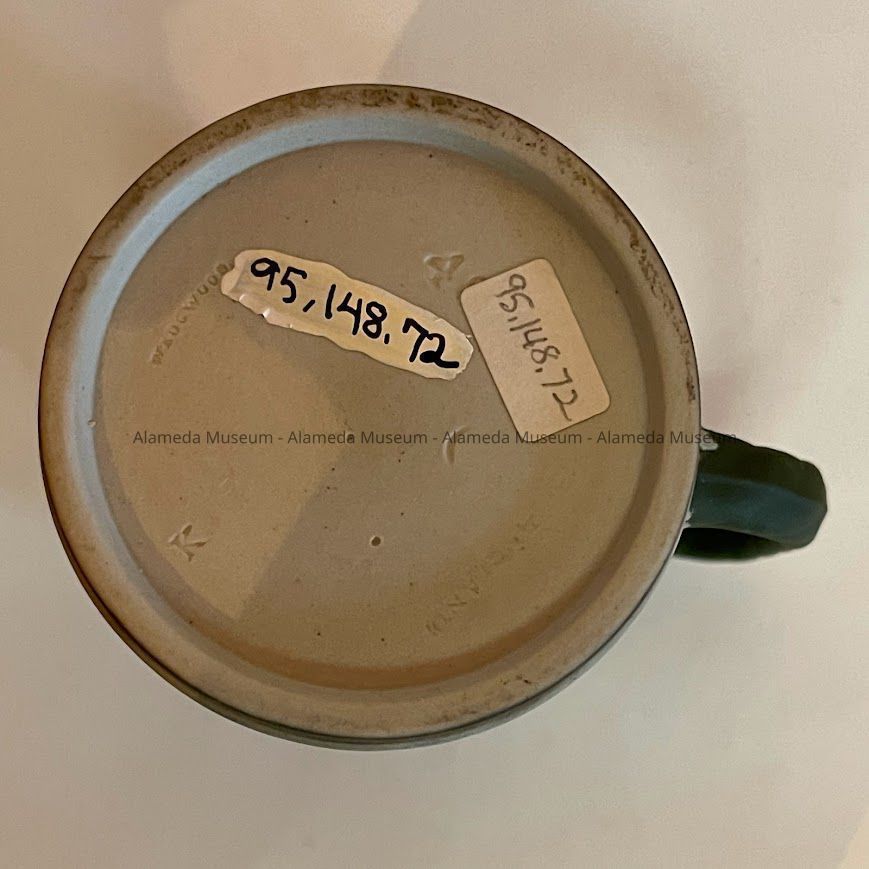 WEDGWOOD
95,148.72
A
95.148.72
Alameda Museum - Alameda Museum - Alameda Museum - Alameda Museum
K
ENGLAND